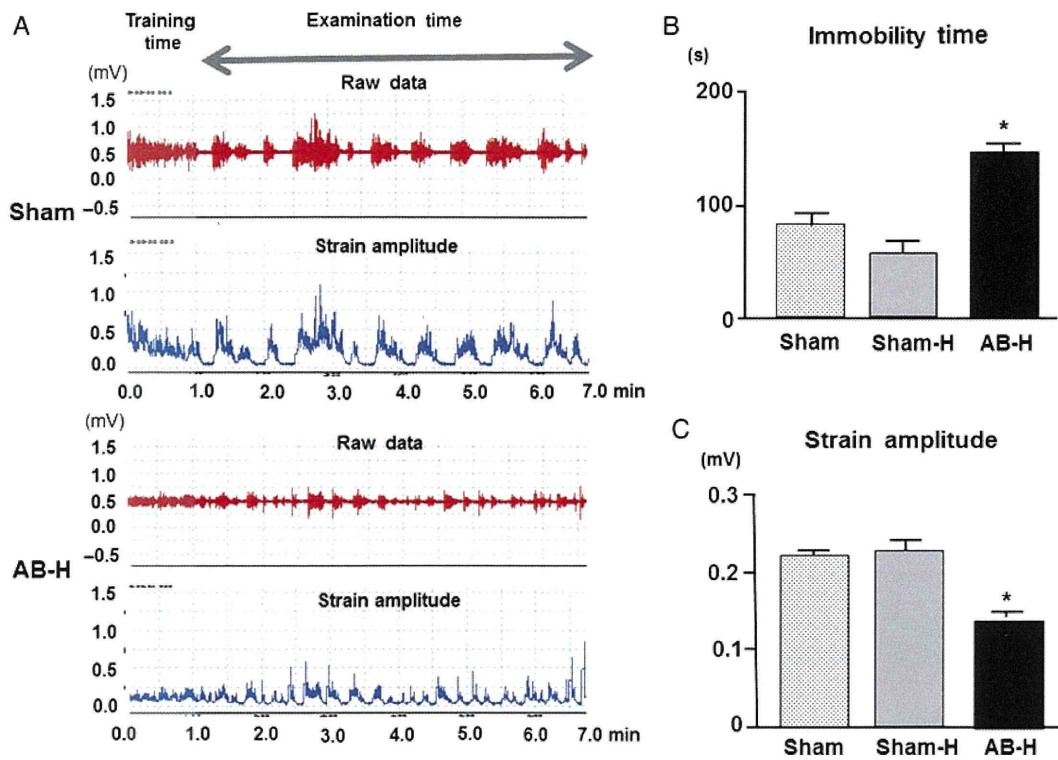 A
Training time
Examination time
(mV)
Raw data
1.5
1.0
0.5
0.0
−0.5
Sham
Strain amplitude
1.5
1.0
0.5
0.0
0.0 1.0 2.0 3.0 4.0 5.0 6.0 7.0 min
(mV)
Raw data
1.5
1.0
0.5
0.0
−0.5
AB-H
Strain amplitude
1.5
1.0
0.5
0.0
0.0 1.0 2.0 3.0 4.0 5.0 6.0 7.0 min
B
Immobility time
(s)
200
100
0
*
Sham Sham-H AB-H
C
Strain amplitude
(mV)
0.3
0.2
0.1
0
*
Sham Sham-H AB-H